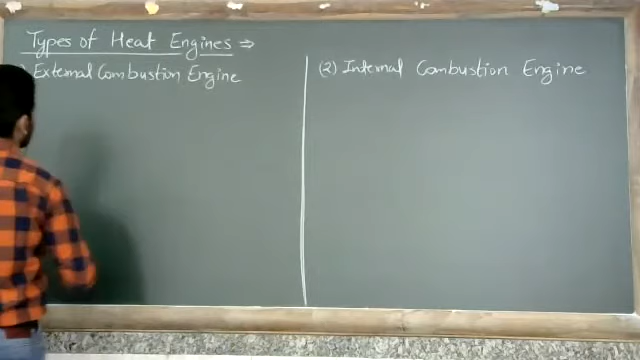 Types of Heat Engines ⇒
) External Combustion Engine
(2) Internal Combustion Engine